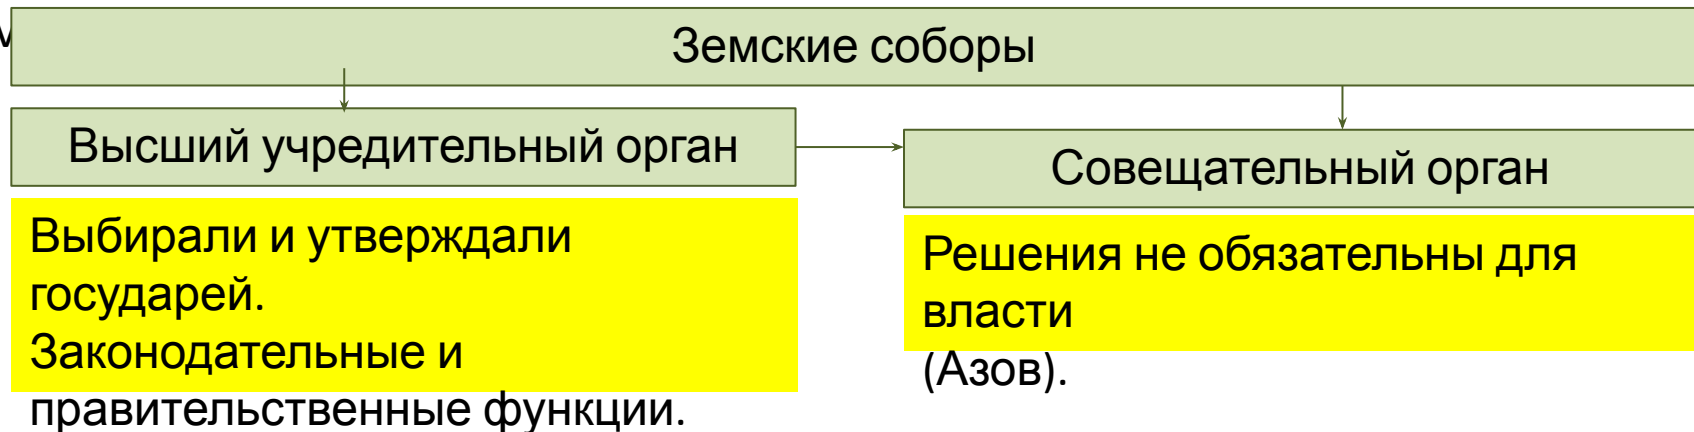 Земские соборы
Высший учредительный орган
Выбирали и утверждали
государей.
Законодательные и
правительственные функции.
Совещательный орган
Решения не обязательны для
власти
(Азов).